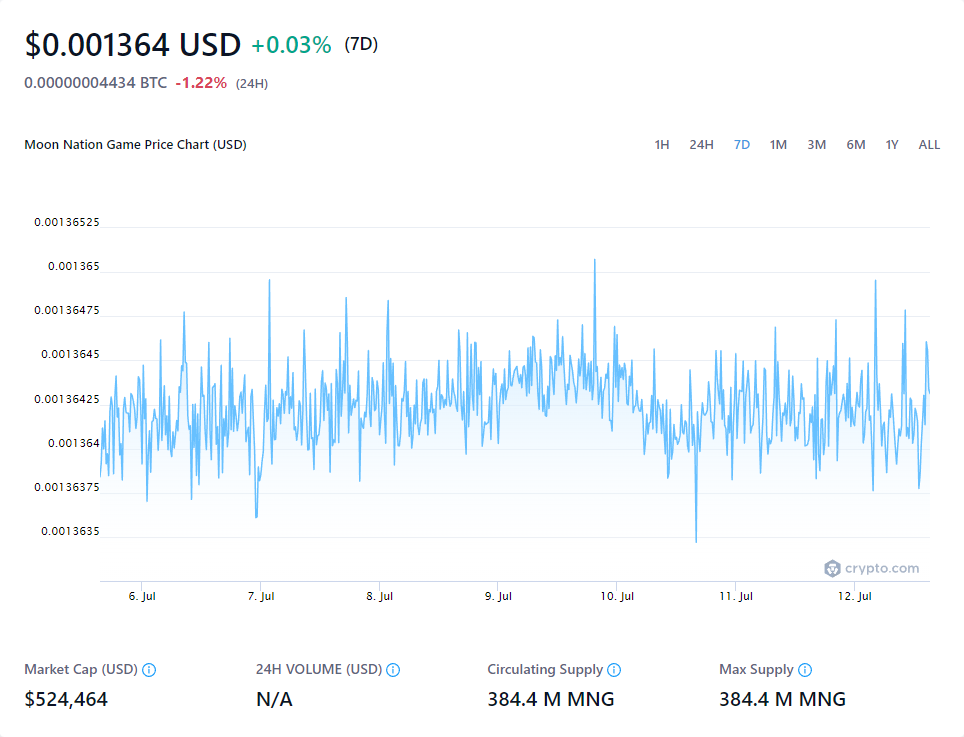 $0.001364 USD +0.03% (7D)
0.00000004434 BTC -1.22% (24H)
Moon Nation Game Price Chart (USD) 1H 24H 7D 1M 3M 6M 1Y ALL
0.00136525
0.001365
0.00136475
0.0013645
0.00136425
0.001364
0.00136375
0.0013635
crypto.com
6. Jul 7. Jul 8. Jul 9. Jul 10. Jul 11. Jul 12. Jul
Market Cap (USD) 24H VOLUME (USD) Circulating Supply Max Supply
$524,464 N/A 384.4 M MNG 384.4 M MNG